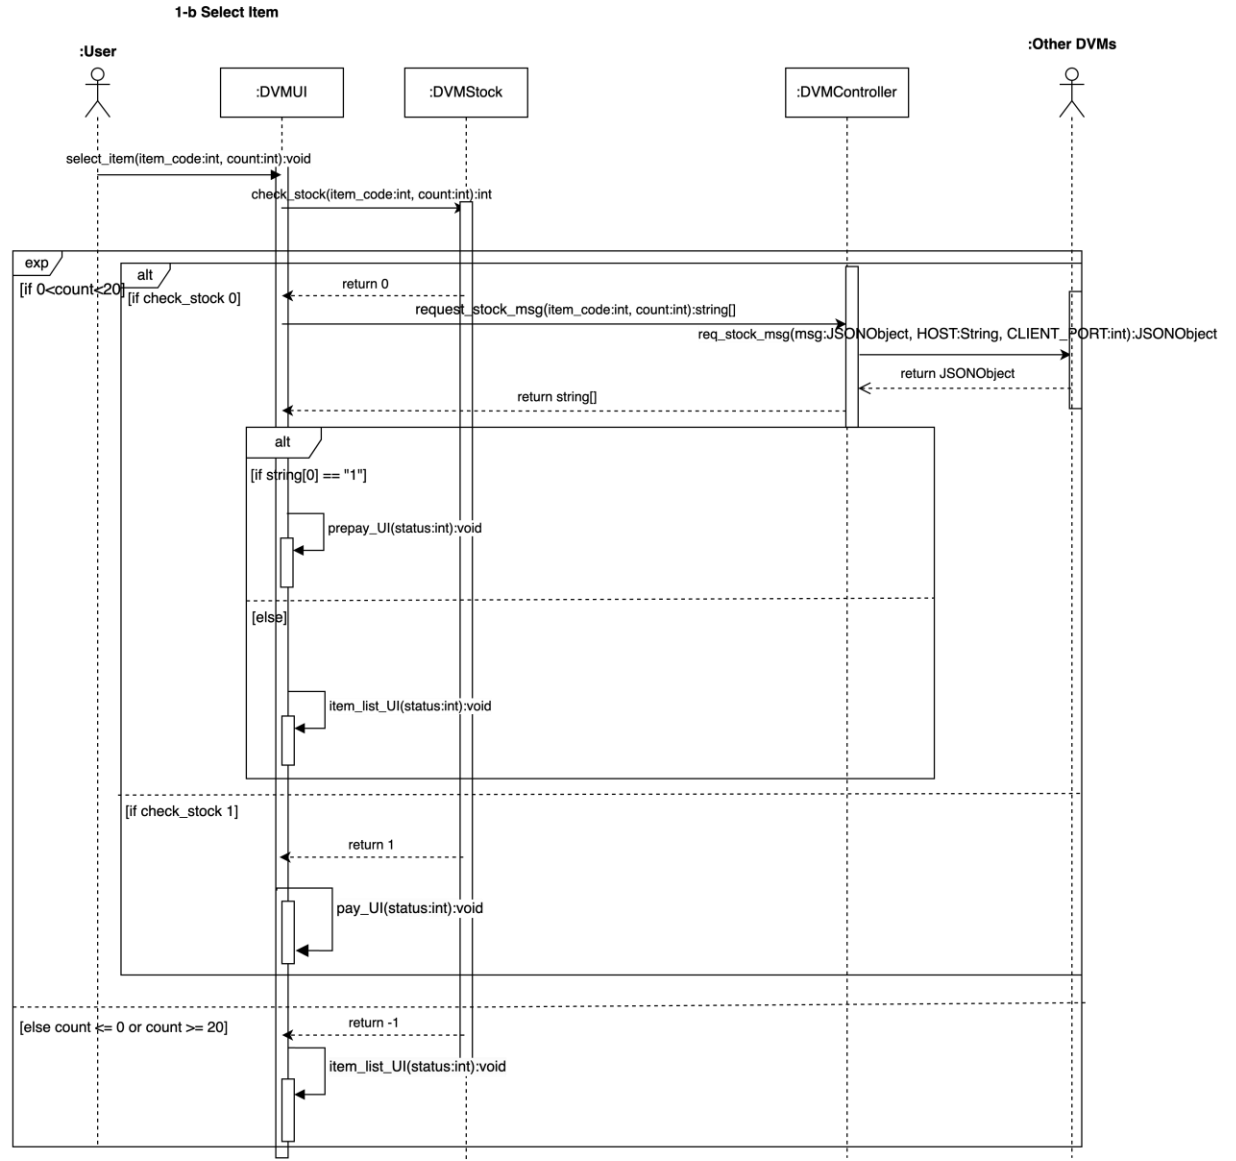 1-b Select Item
:User
:Other DVMs
:DVMUI
:DVMStock
:DVMController
select_item(item_code:int, count:int):void
check_stock(item_code:int, count:int):int
exp
alt
[if 0<count<20]
[if check_stock 0]
return 0
request_stock_msg(item_code:int, count:int):string[]
req_stock_msg(msg:JSONObject, HOST:String, CLIENT_PORT:int):JSONObject
return JSONObject
return string[]
alt
[if string[0] == "1"]
prepay_UI(status:int):void
[else]
item_list_UI(status:int):void
[if check_stock 1]
return 1
pay_UI(status:int):void
[else count <= 0 or count >= 20]
return -1
item_list_UI(status:int):void